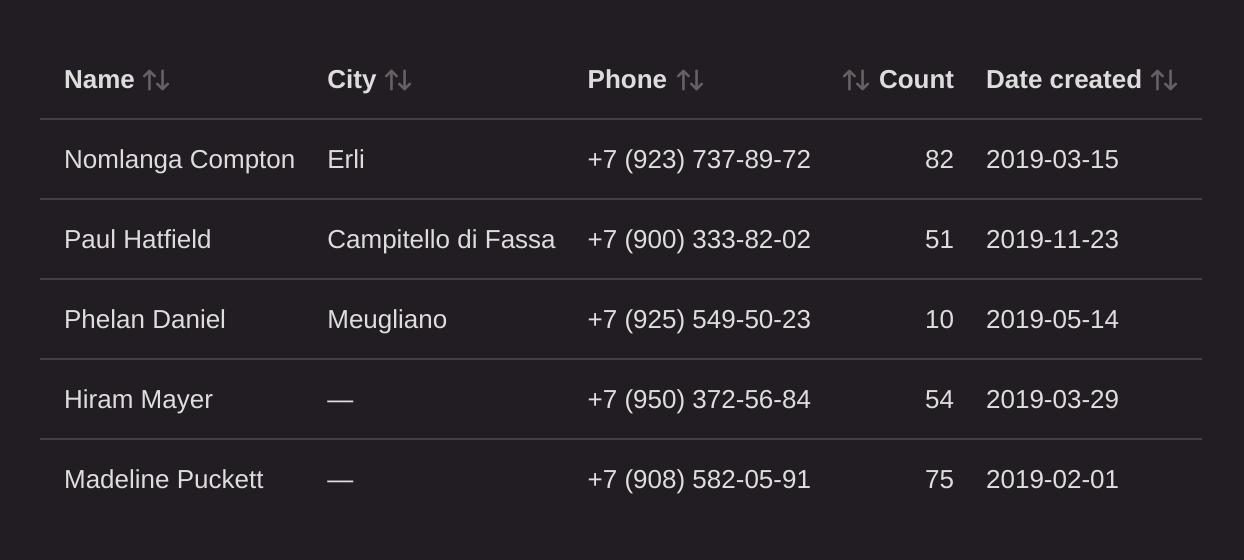 Name City Phone Count Date created
Nomlanga Compton Erli +7 (923) 737-89-72 82 2019-03-15
Paul Hatfield Campitello di Fassa +7 (900) 333-82-02 51 2019-11-23
Phelan Daniel Meugliano +7 (925) 549-50-23 10 2019-05-14
Hiram Mayer — +7 (950) 372-56-84 54 2019-03-29
Madeline Puckett — +7 (908) 582-05-91 75 2019-02-01